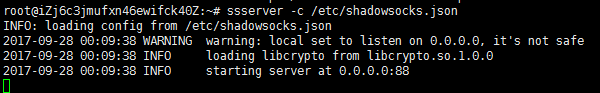 root@iZj6c3jmufxn46ewifck40Z:~# ssserver -c /etc/shadowsocks.json
INFO: loading config from /etc/shadowsocks.json
2017-09-28 00:09:38 WARNING  warning: local set to listen on 0.0.0.0, it's not safe
2017-09-28 00:09:38 INFO     loading libcrypto from libcrypto.so.1.0.0
2017-09-28 00:09:38 INFO     starting server at 0.0.0.0:88